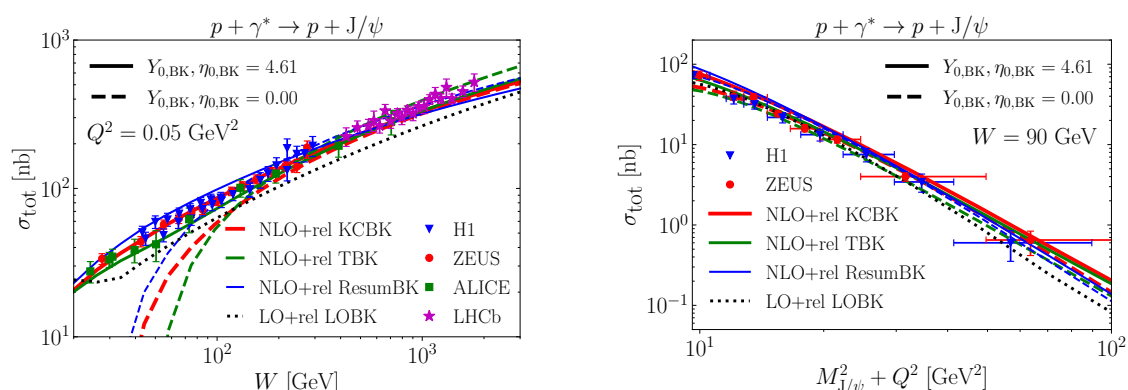 p + γ* → p + J/ψ
10³
10²
10¹
σtot [nb]
Y0,BK, η0,BK = 4.61
Y0,BK, η0,BK = 0.00
Q² = 0.05 GeV²
NLO+rel KCBK
NLO+rel TBK
NLO+rel ResumBK
LO+rel LOBK
H1
ZEUS
ALICE
LHCb
10² 10³
W [GeV]
p + γ* → p + J/ψ
10²
10¹
10⁰
10⁻¹
σtot [nb]
Y0,BK, η0,BK = 4.61
Y0,BK, η0,BK = 0.00
W = 90 GeV
H1
ZEUS
NLO+rel KCBK
NLO+rel TBK
NLO+rel ResumBK
LO+rel LOBK
10¹ 10²
M²J/ψ + Q² [GeV²]